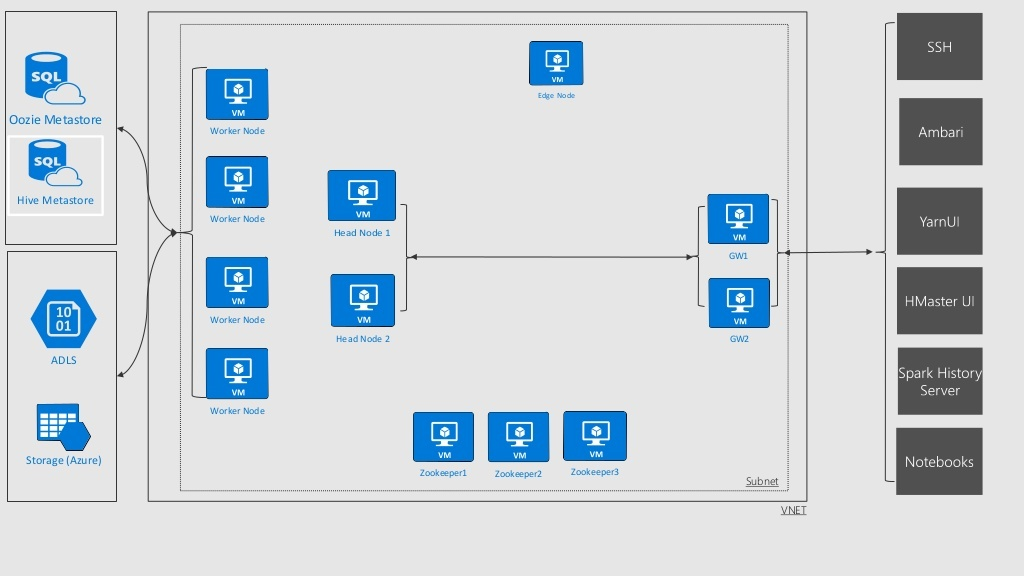 SQL
Oozie Metastore
SQL
Hive Metastore
10
01
ADLS
Storage (Azure)
VM
Worker Node
VM
Worker Node
VM
Worker Node
VM
Worker Node
VM
Edge Node
VM
Head Node 1
VM
Head Node 2
VM
GW1
VM
GW2
VM
Zookeeper1
VM
Zookeeper2
VM
Zookeeper3
Subnet
VNET
SSH
Ambari
YarnUI
HMaster UI
Spark History
Server
Notebooks